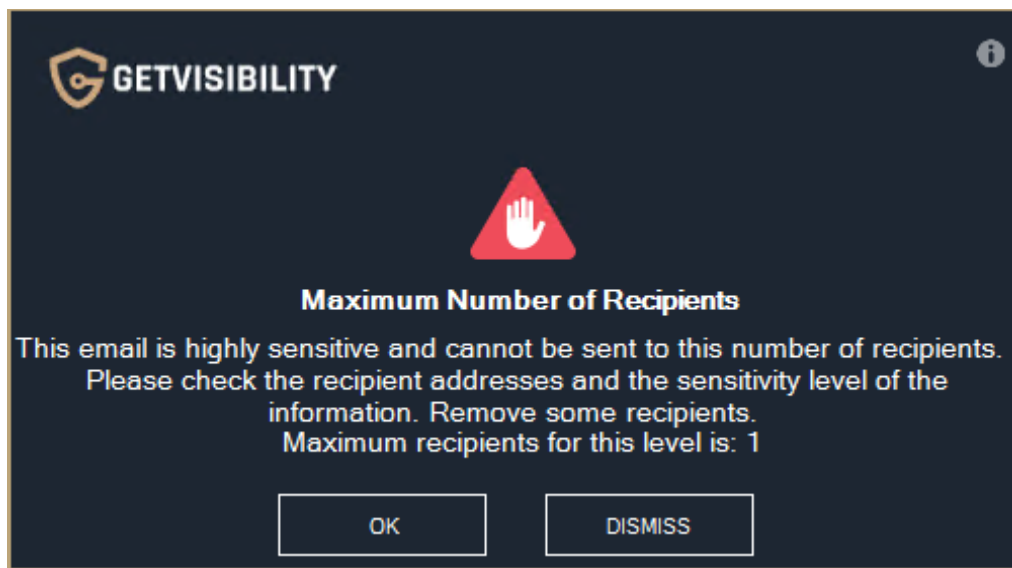 GETVISIBILITY
Maximum Number of Recipients
This email is highly sensitive and cannot be sent to this number of recipients.
Please check the recipient addresses and the sensitivity level of the
information. Remove some recipients.
Maximum recipients for this level is: 1
OK
DISMISS